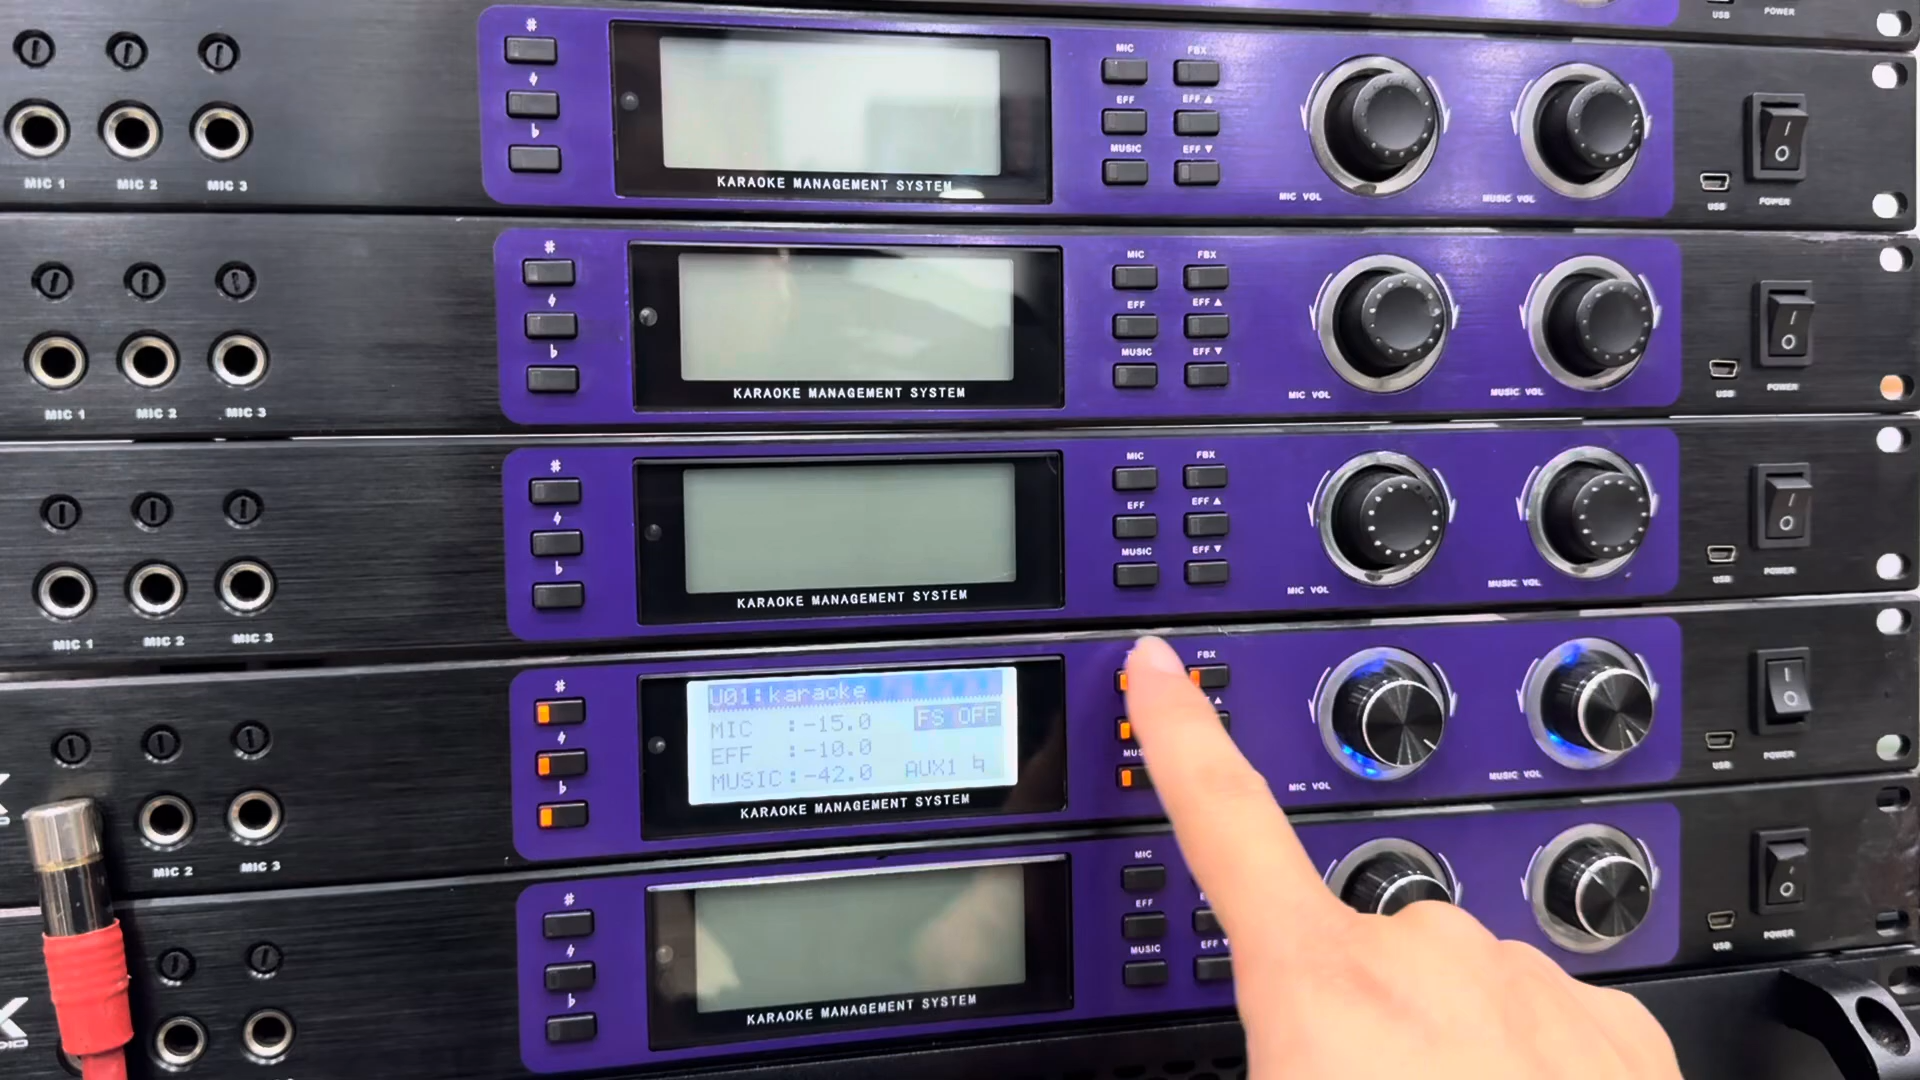 USB POWER
#
MIC FBX
EFF EFF ▲
♭
MUSIC EFF ▼
MIC 1 MIC 2 MIC 3
KARAOKE MANAGEMENT SYSTEM
MIC VOL MUSIC VOL
USB POWER
#
MIC FBX
EFF EFF ▲
♭
MUSIC EFF ▼
MIC 1 MIC 2 MIC 3
KARAOKE MANAGEMENT SYSTEM
MIC VOL MUSIC VOL
USB POWER
#
MIC FBX
EFF EFF ▲
♭
MUSIC EFF ▼
MIC 1 MIC 2 MIC 3
KARAOKE MANAGEMENT SYSTEM
MIC VOL MUSIC VOL
USB POWER
#
FBX
U01:karaoke
MIC :-15.0 FS OFF
EFF :-10.0
MUSIC:-42.0 AUX1 ♮
♭
MIC 2 MIC 3
KARAOKE MANAGEMENT SYSTEM
MIC VOL MUSIC VOL
USB POWER
#
MIC
EFF
♭
MUSIC EFF ▼
KARAOKE MANAGEMENT SYSTEM
USB POWER